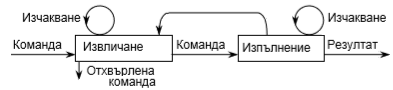 Изчакване
Изчакване
Команда
Извличане
Команда
Изпълнение
Резултат
Отхвърлена
команда